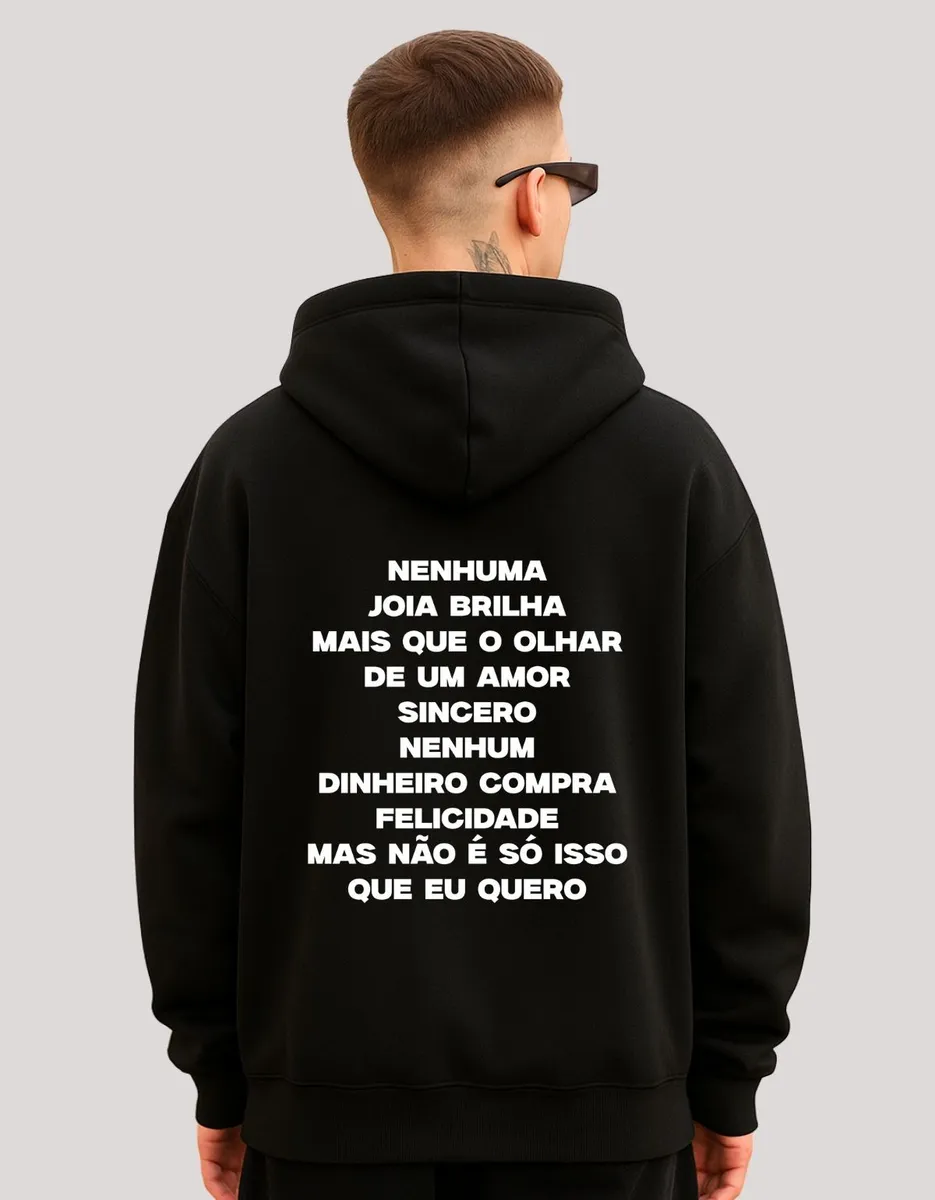 NENHUMA
JOIA BRILHA
MAIS QUE O OLHAR
DE UM AMOR
SINCERO
NENHUM
DINHEIRO COMPRA
FELICIDADE
MAS NÃO É SÓ ISSO
QUE EU QUERO